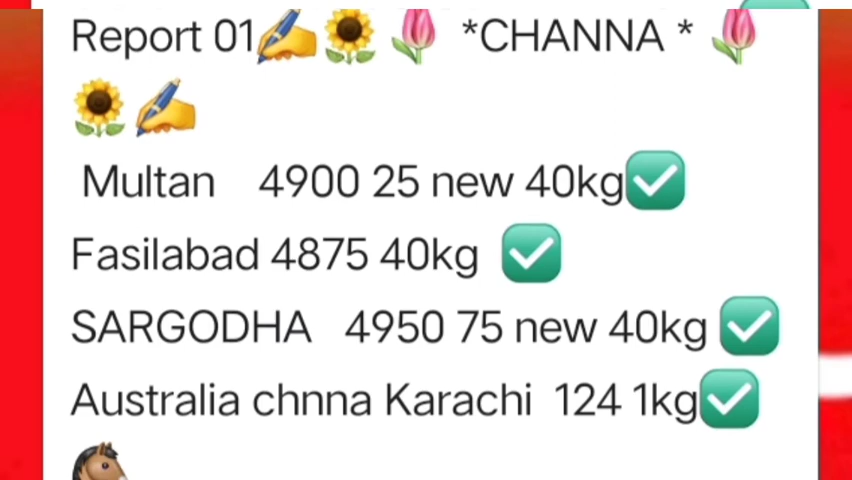 Report 01✍️🌻🌷 *CHANNA * 🌷
🌻✍️
Multan 4900 25 new 40kg✅
Fasilabad 4875 40kg ✅
SARGODHA 4950 75 new 40kg ✅
Australia chnna Karachi 124 1kg✅
🐴